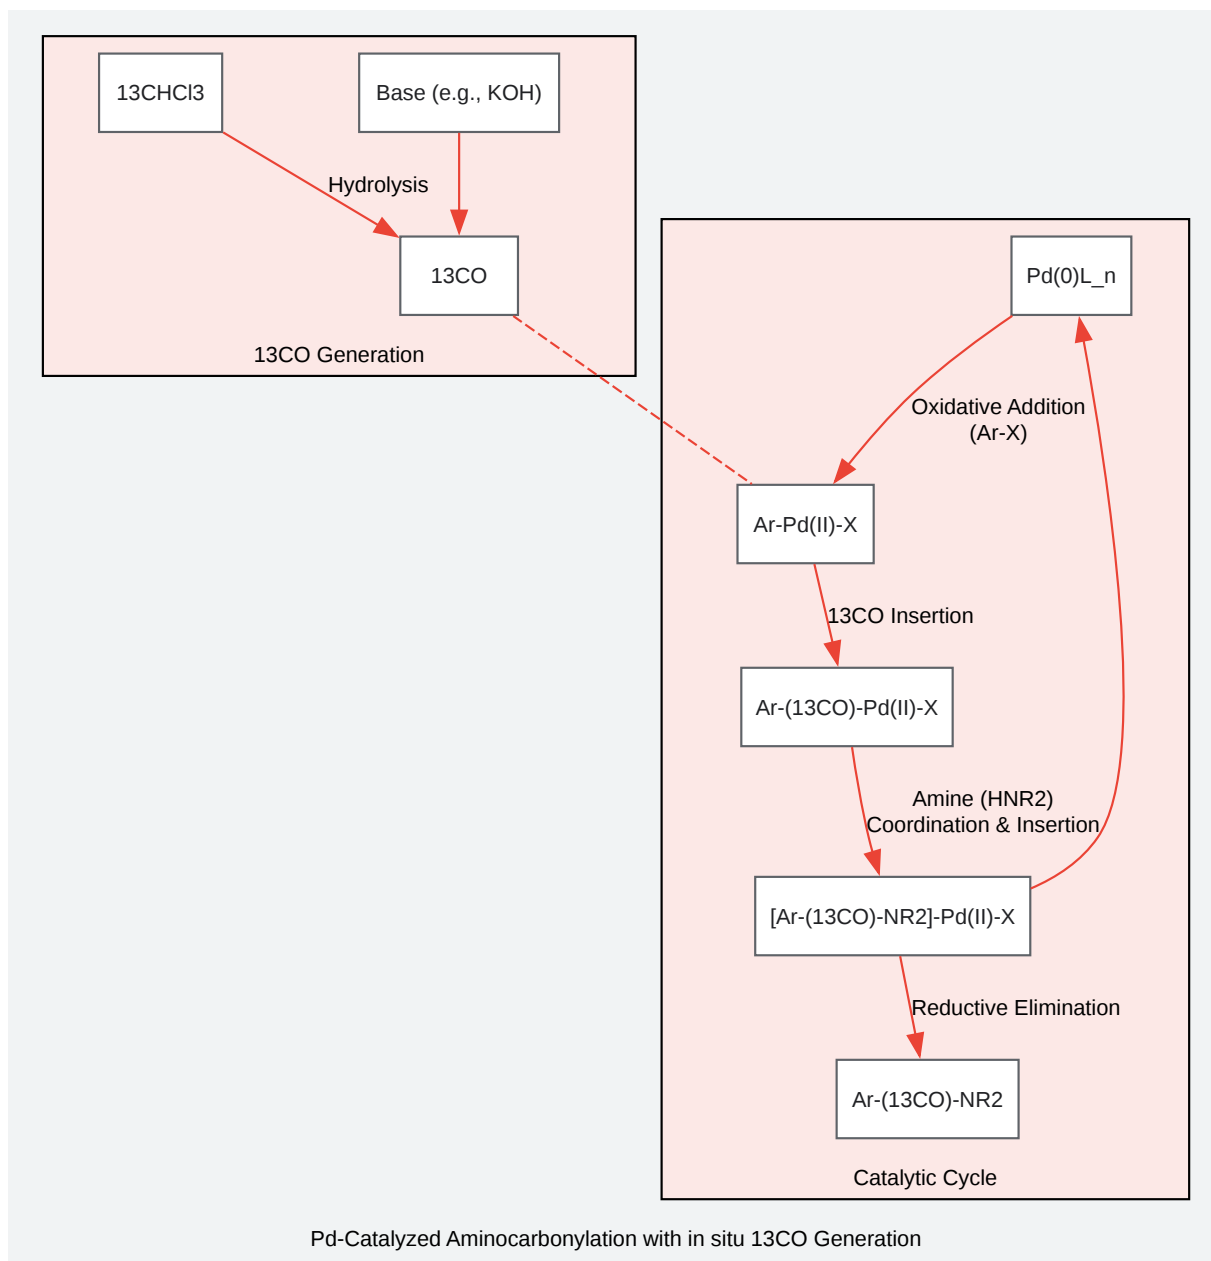 13CHCl3
Base (e.g., KOH)
Hydrolysis
13CO
13CO Generation
Pd(0)L_n
Oxidative Addition
(Ar-X)
Ar-Pd(II)-X
13CO Insertion
Ar-(13CO)-Pd(II)-X
Amine (HNR2)
Coordination & Insertion
[Ar-(13CO)-NR2]-Pd(II)-X
Reductive Elimination
Ar-(13CO)-NR2
Catalytic Cycle
Pd-Catalyzed Aminocarbonylation with in situ 13CO Generation